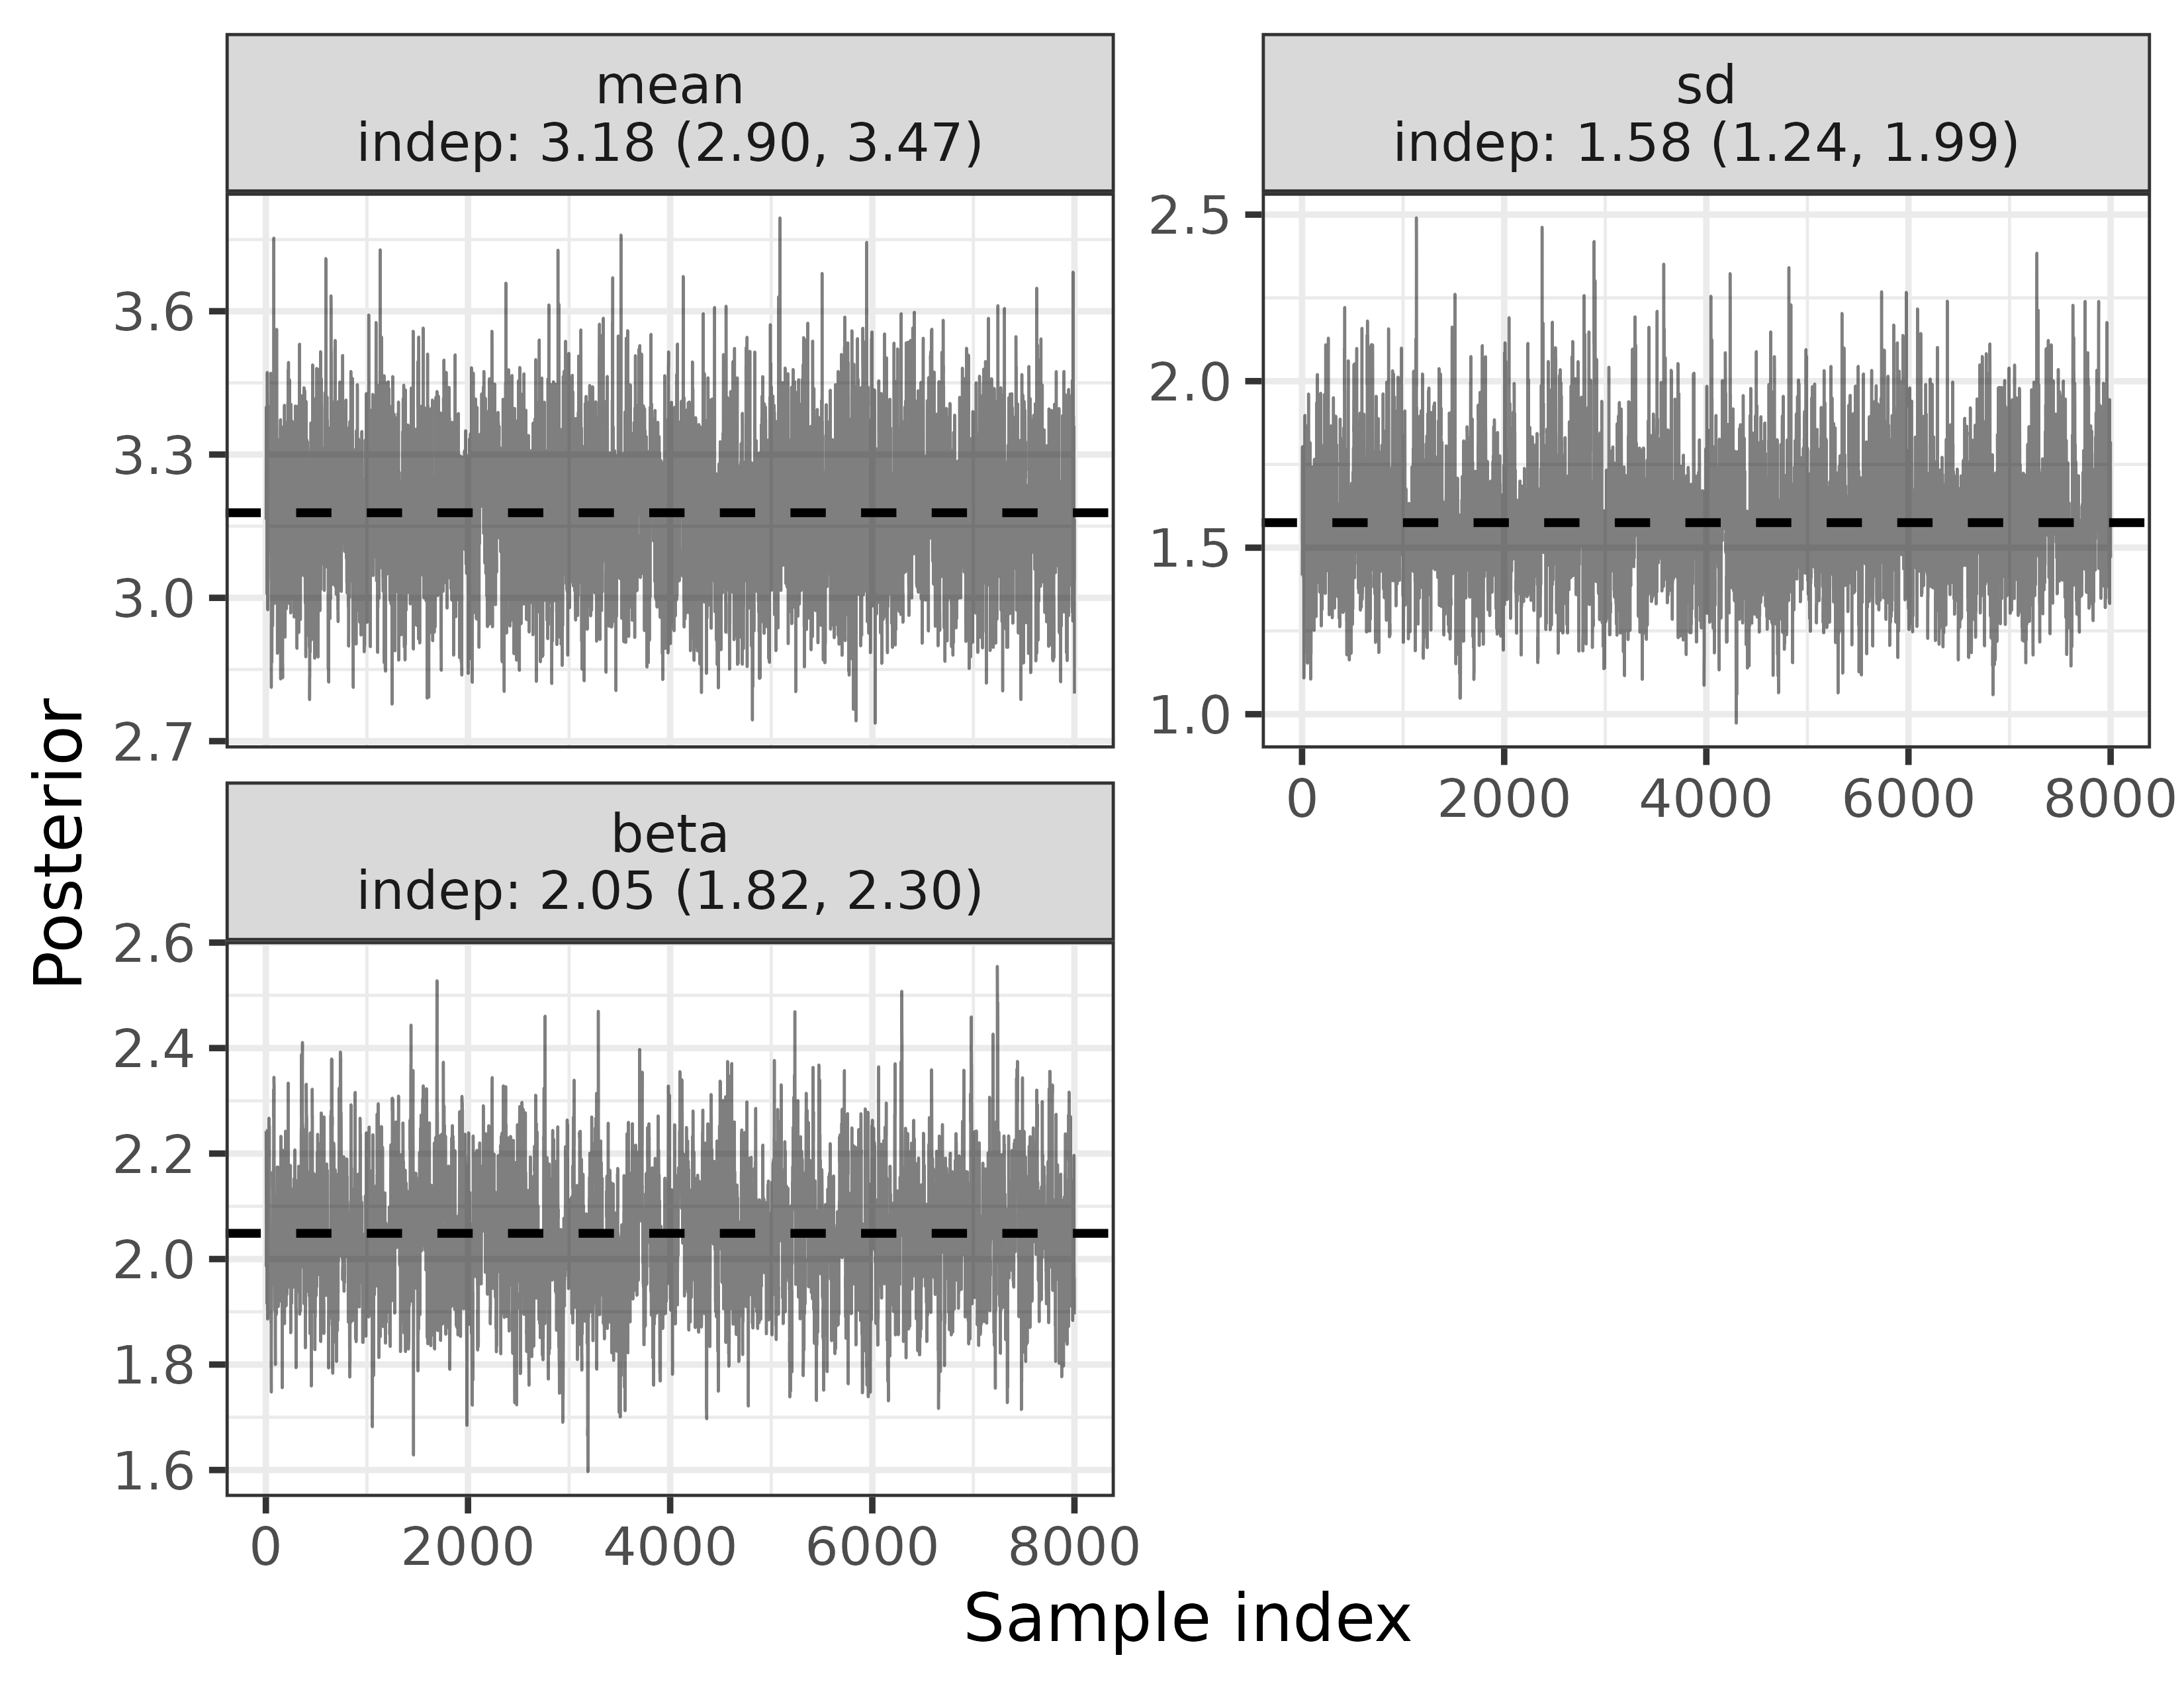 mean
indep: 3.18 (2.90, 3.47)
3.6
3.3
3.0
2.7
sd
indep: 1.58 (1.24, 1.99)
2.5
2.0
1.5
1.0
0 2000 4000 6000 8000
beta
indep: 2.05 (1.82, 2.30)
2.6
2.4
2.2
2.0
1.8
1.6
0 2000 4000 6000 8000
Posterior
Sample index